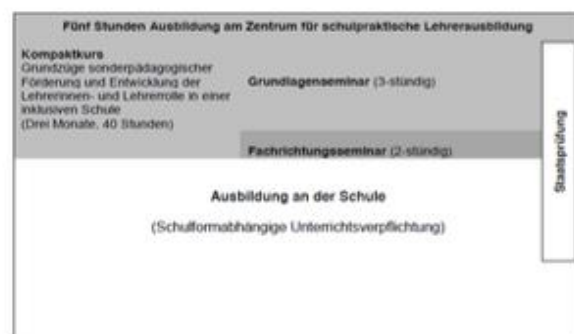 Fünf Stunden Ausbildung am Zentrum für schulpraktische Lehrerausbildung
Kompaktkurs
Grundzüge sonderpädagogischer
Förderung und Entwicklung der
Lehrerinnen- und Lehrerrolle in einer
inklusiven Schule
(Drei Monate, 40 Stunden)
Grundlagenseminar (3-stündig)
Fachrichtungsseminar (2-stündig)
Staatsprüfung
Ausbildung an der Schule
(Schulformabhängige Unterrichtsverpflichtung)